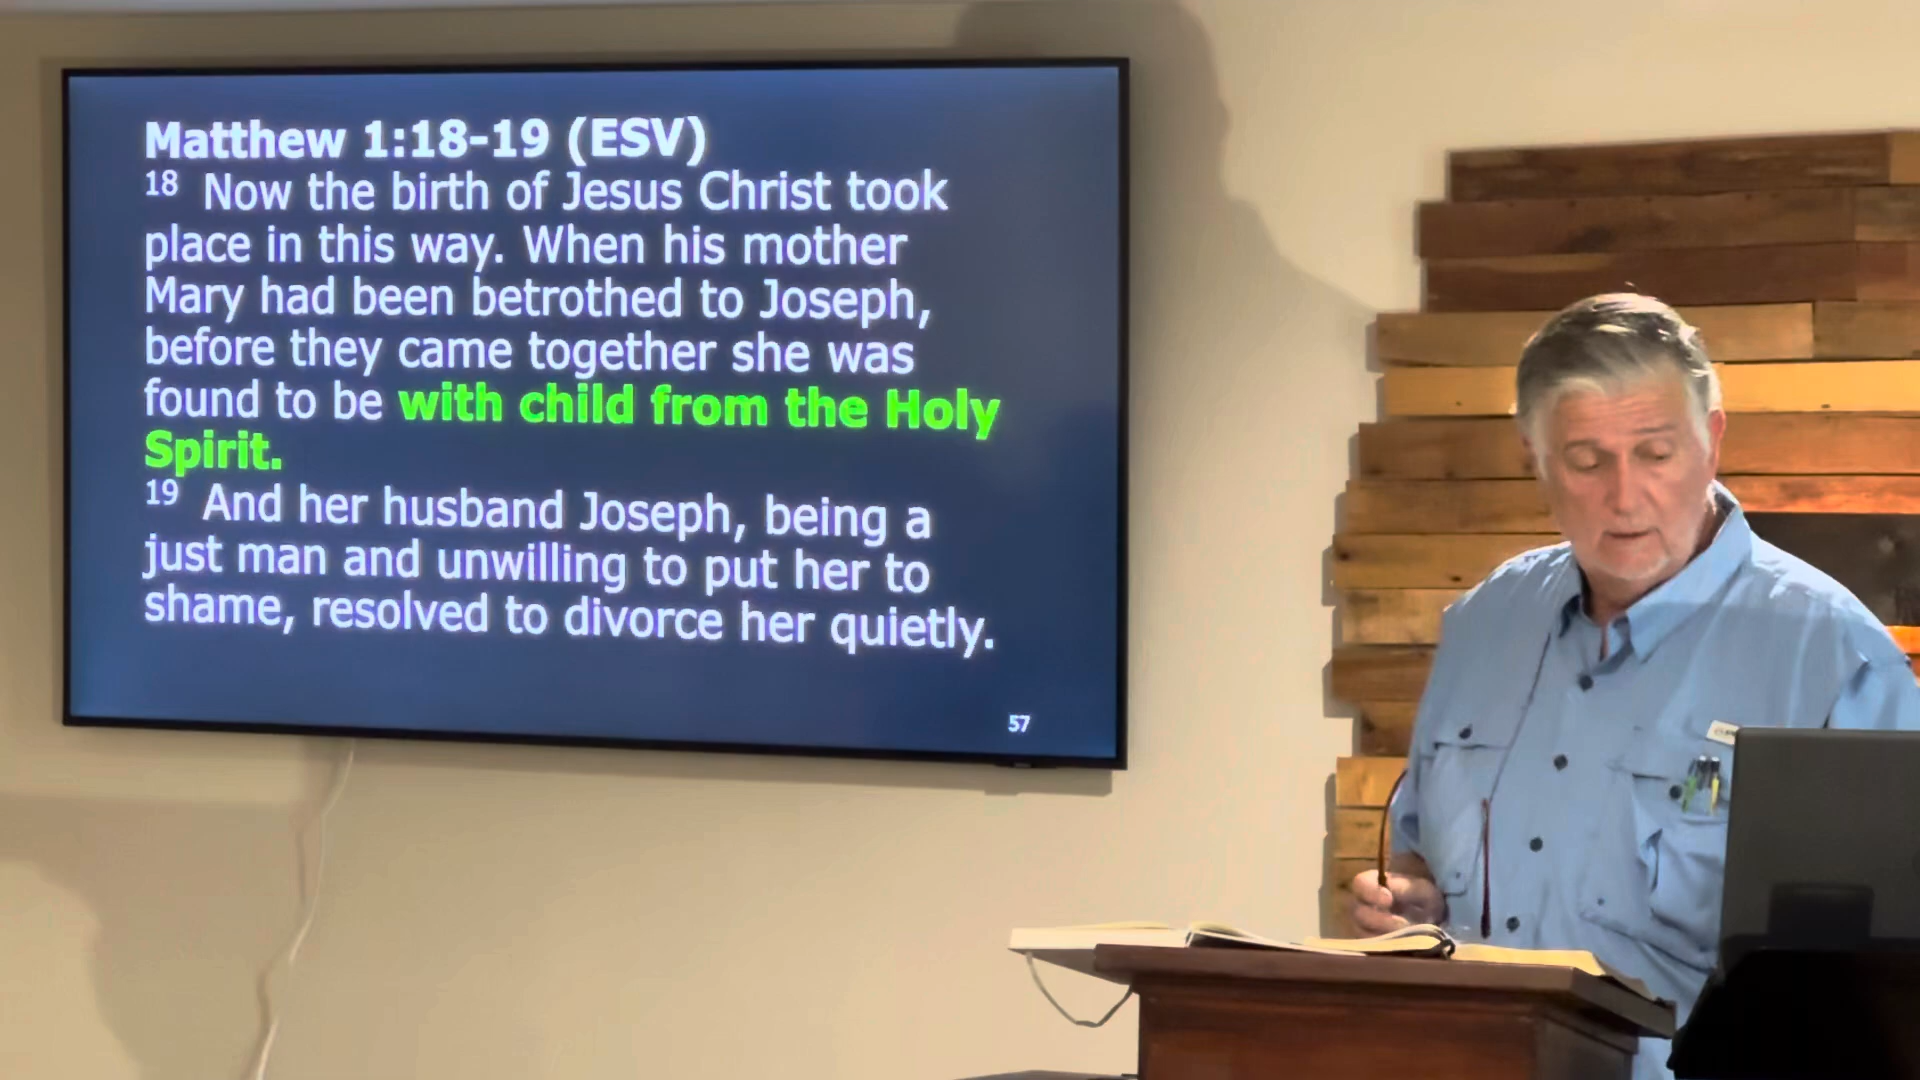 Matthew 1:18-19 (ESV)
18 Now the birth of Jesus Christ took
place in this way. When his mother
Mary had been betrothed to Joseph,
before they came together she was
found to be with child from the Holy
Spirit.
19 And her husband Joseph, being a
just man and unwilling to put her to
shame, resolved to divorce her quietly.
57